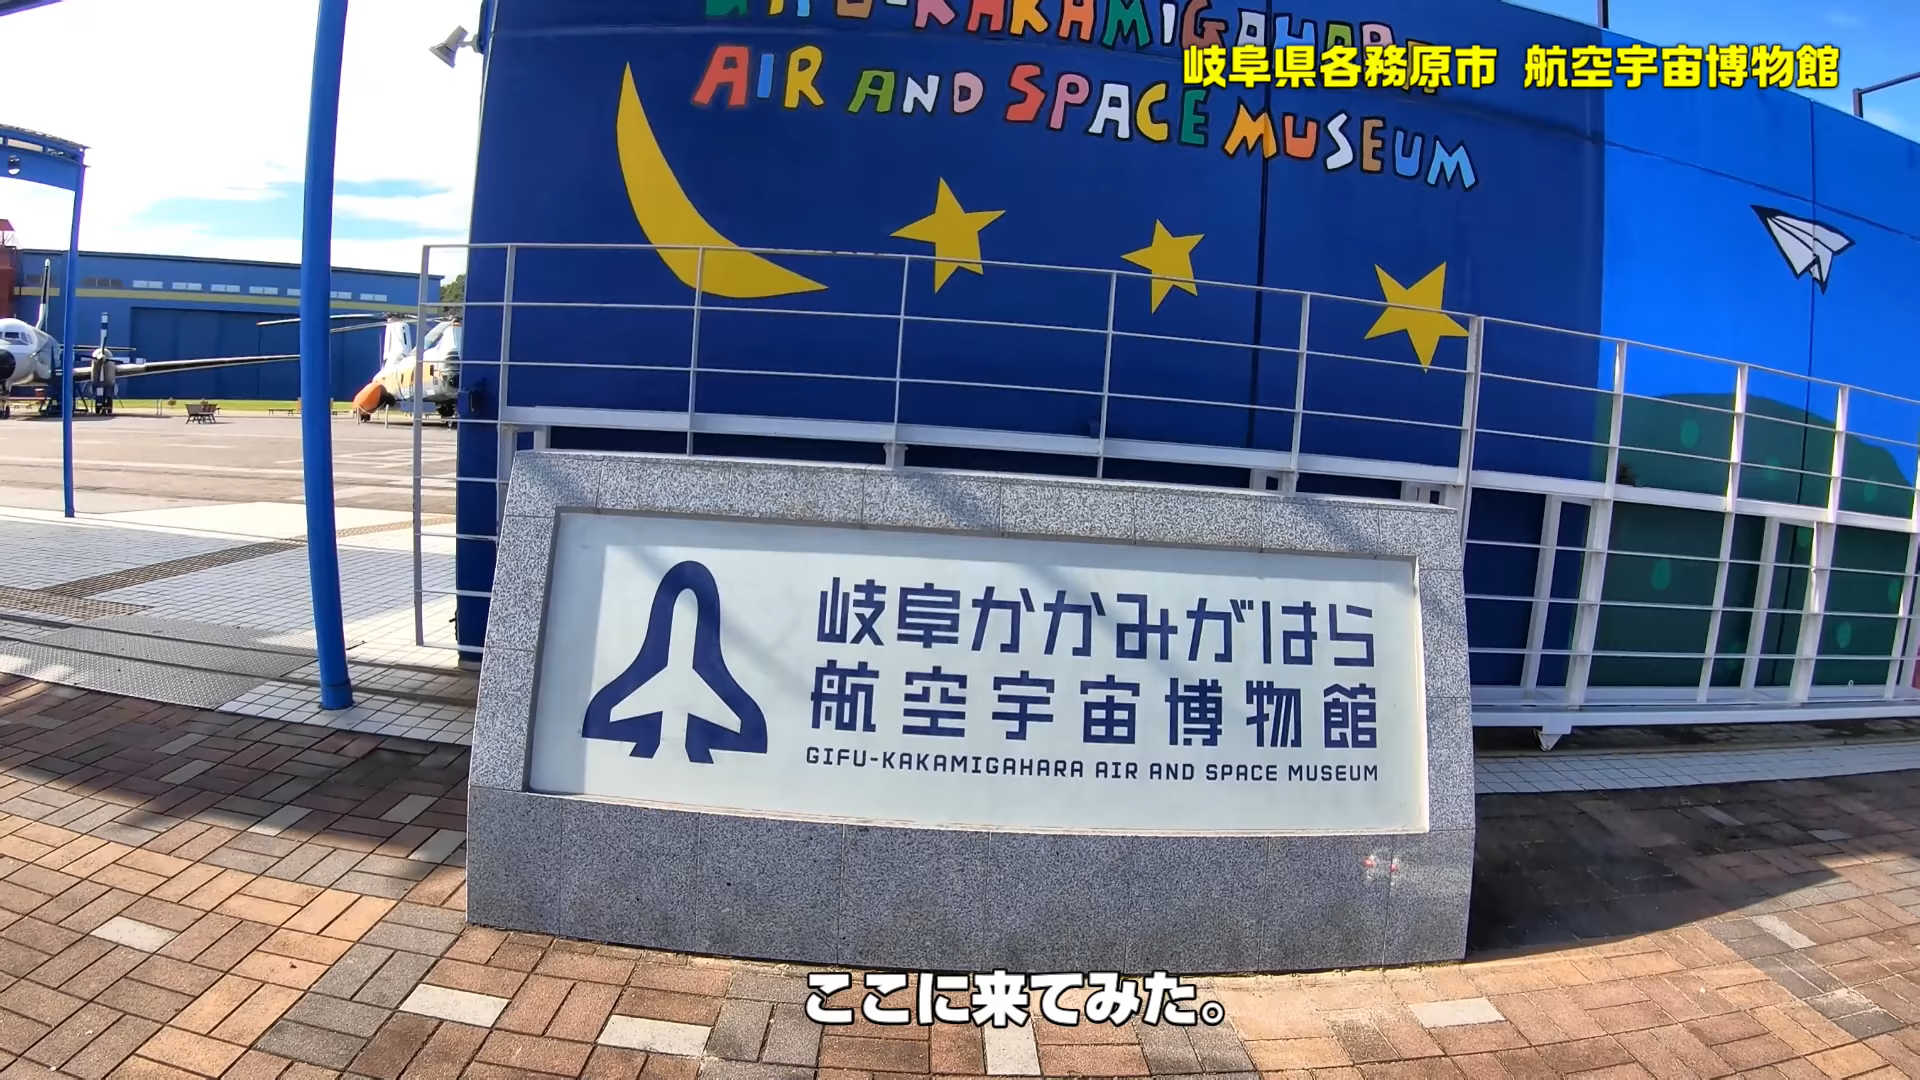 GIFU-KAKAMIGAHARA
AIR AND SPACE MUSEUM
岐阜県各務原市 航空宇宙博物館
岐阜かかみがはら
航空宇宙博物館
GIFU-KAKAMIGAHARA AIR AND SPACE MUSEUM
ここに来てみた。